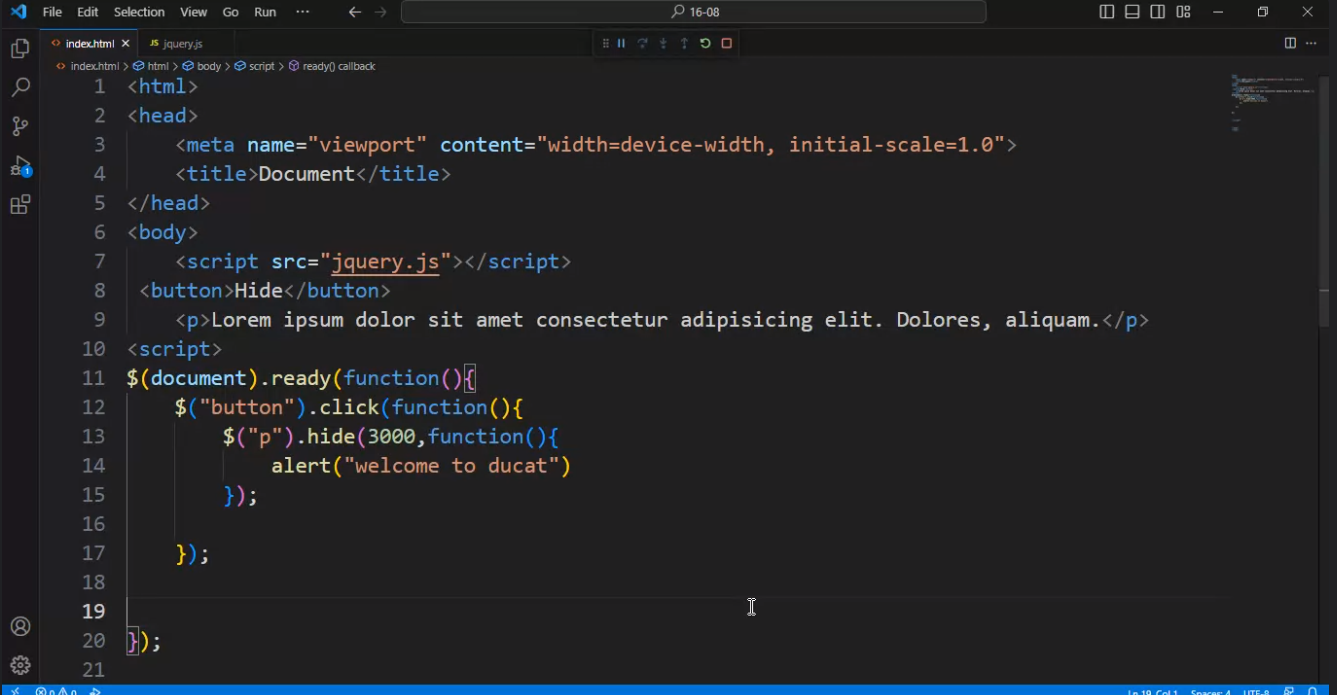 File Edit Selection View Go Run ··· 16-08
index.html JS jquery.js
index.html > html > body > script > ready() callback
1 <html>
2 <head>
3 <meta name="viewport" content="width=device-width, initial-scale=1.0">
4 <title>Document</title>
5 </head>
6 <body>
7 <script src="jquery.js"></script>
8 <button>Hide</button>
9 <p>Lorem ipsum dolor sit amet consectetur adipisicing elit. Dolores, aliquam.</p>
10 <script>
11 $(document).ready(function(){
12 $("button").click(function(){
13 $("p").hide(3000,function(){
14 alert("welcome to ducat")
15 });
16
17 });
18
19
20 });
21
1
0 0 Ln 19, Col 1 Spaces: 4 UTF-8